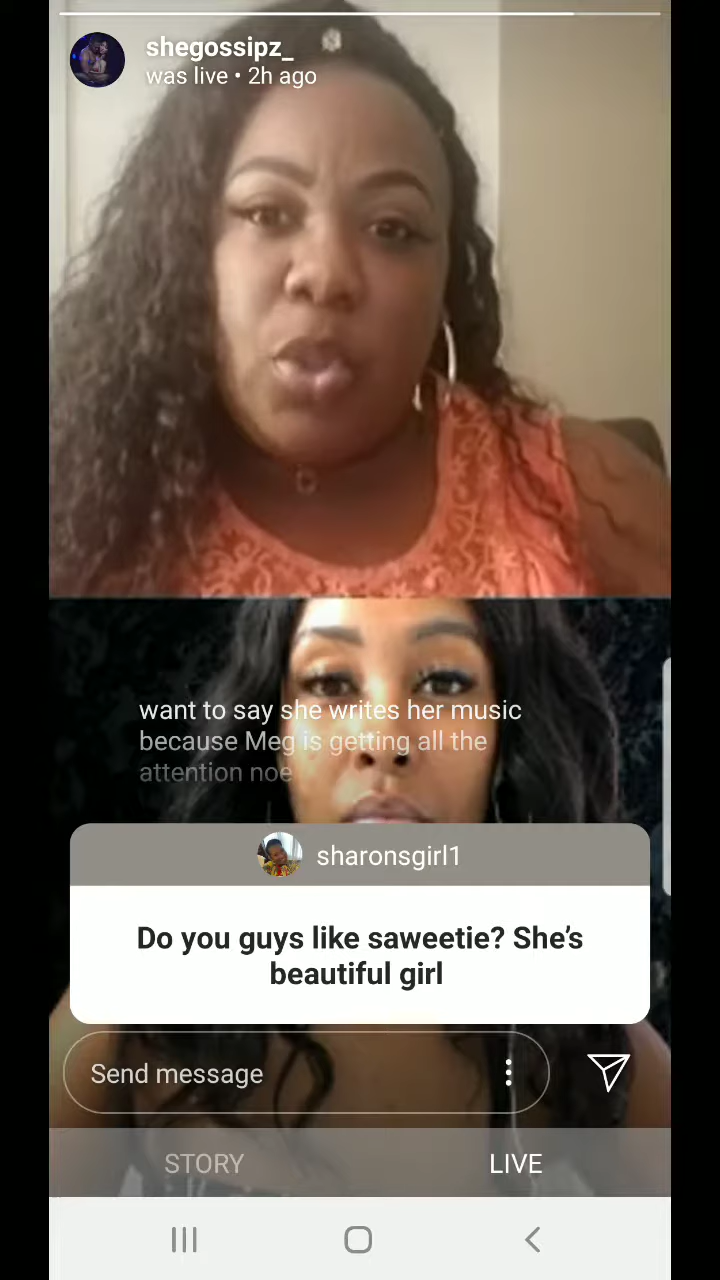 shegossipz_
was live • 2h ago
want to say she writes her music
because Meg is getting all the
attention noe
sharonsgirl1
Do you guys like saweetie? She's
beautiful girl
Send message
STORY
LIVE